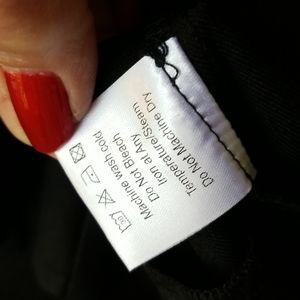 Machine wash cold
Do Not Bleach
Iron at Any
Temperature/Steam
Do Not Machine Dry